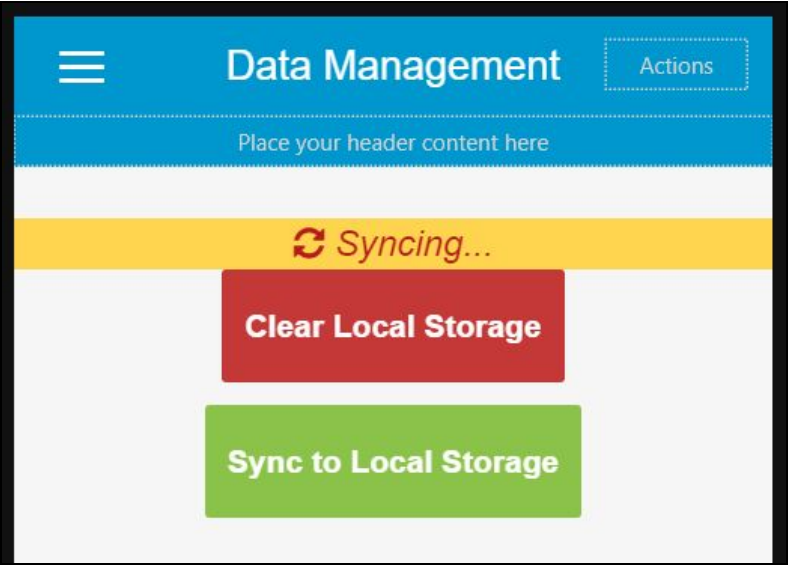 Data Management
Actions
Place your header content here
Syncing...
Clear Local Storage
Sync to Local Storage